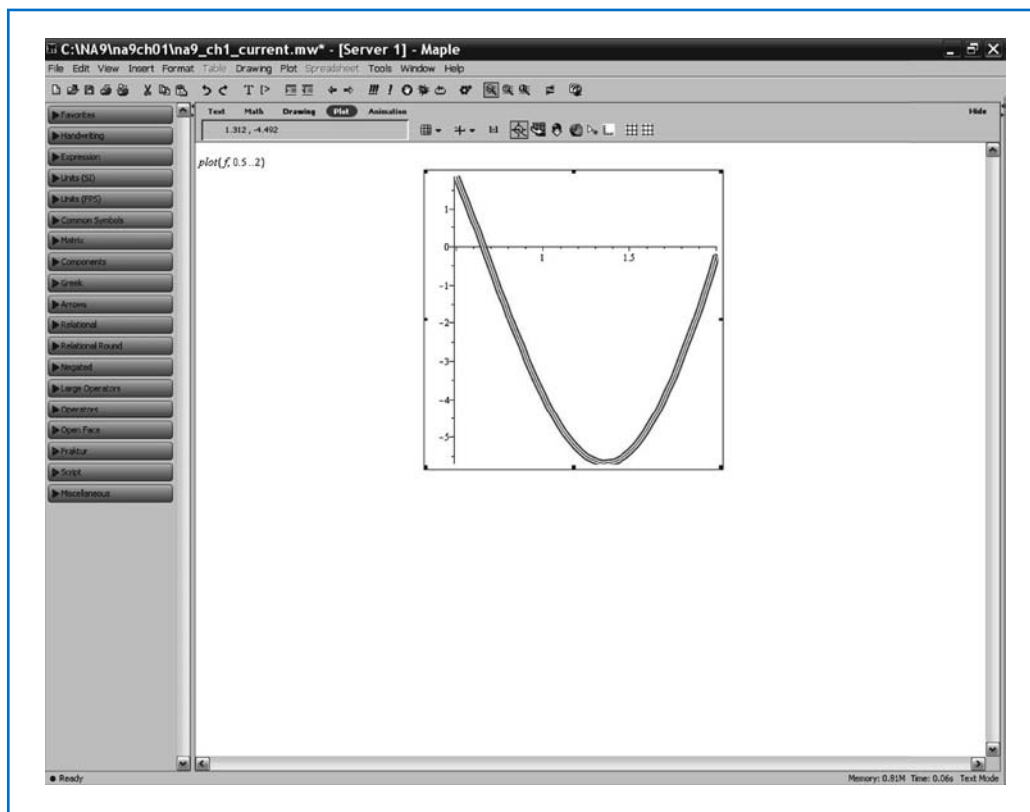 C:\NA9\na9ch01\na9_ch1_current.mw* - [Server 1] - Maple
File Edit View Insert Format Table Drawing Plot Spreadsheet Tools Window Help
Text Math Drawing Plot Animation Hide
1.312 , -4.492
Favorites
Handwriting
Expression
Units (SI)
Units (FPS)
Common Symbols
Matrix
Components
Greek
Arrows
Relational
Relational Round
Negated
Large Operators
Operators
Open Face
Fraktur
Script
Miscellaneous
plot(f, 0.5 .. 2)
1
0
1 1.5
-1
-2
-3
-4
-5
Ready Memory: 0.81M Time: 0.06s Text Mode